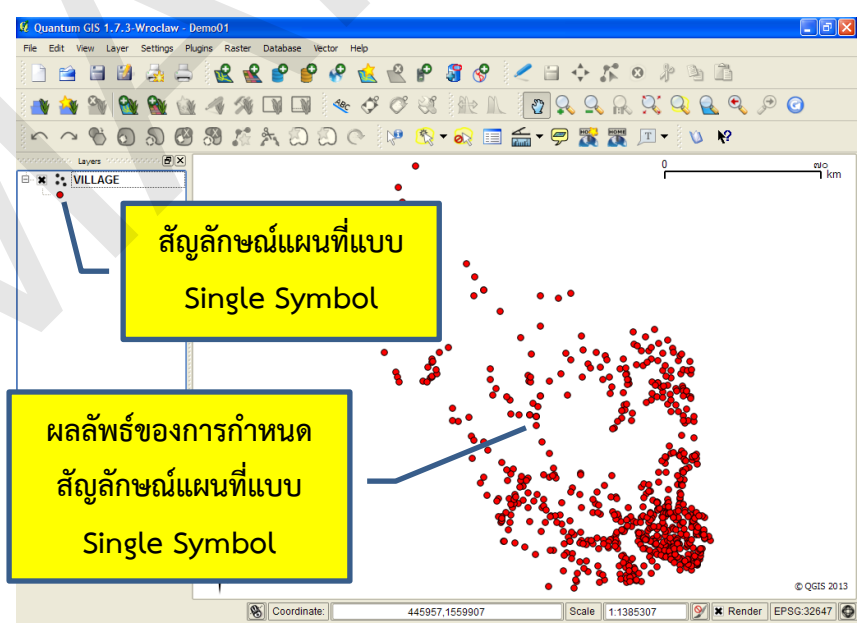 Quantum GIS 1.7.3-Wroclaw - Demo01
File Edit View Layer Settings Plugins Raster Database Vector Help
Layers
VILLAGE
0 ๗๐
km
สัญลักษณ์แผนที่แบบ
Single Symbol
ผลลัพธ์ของการกำหนด
สัญลักษณ์แผนที่แบบ
Single Symbol
© QGIS 2013
Coordinate: 445957,1559907 Scale 1:1385307 Render EPSG:32647